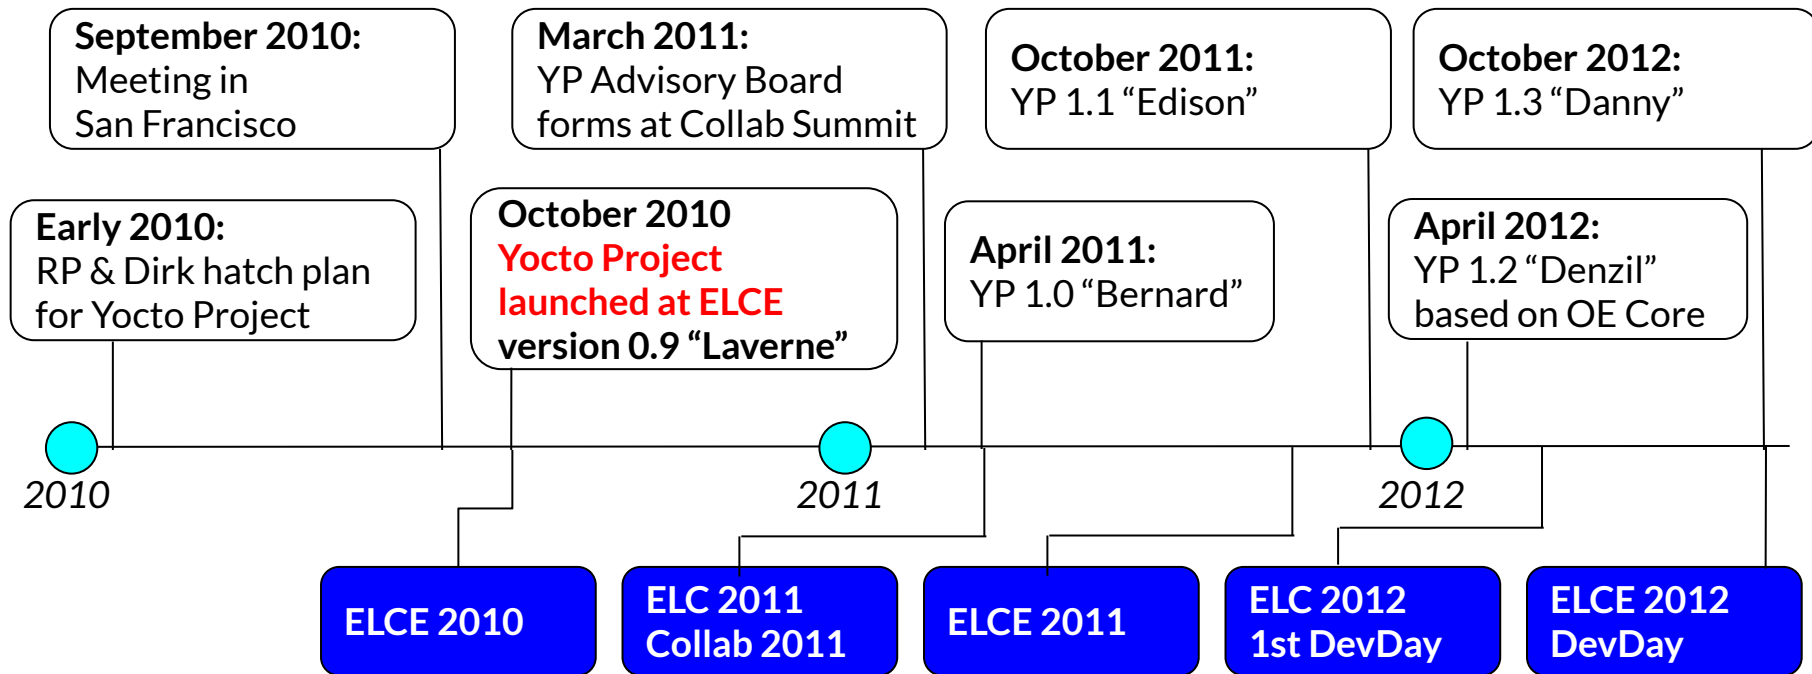 September 2010:
Meeting in
San Francisco
March 2011:
YP Advisory Board
forms at Collab Summit
October 2011:
YP 1.1 “Edison”
October 2012:
YP 1.3 “Danny”
Early 2010:
RP & Dirk hatch plan
for Yocto Project
October 2010
Yocto Project
launched at ELCE
version 0.9 “Laverne”
April 2011:
YP 1.0 “Bernard”
April 2012:
YP 1.2 “Denzil”
based on OE Core
2010
2011
2012
ELCE 2010
ELC 2011
Collab 2011
ELCE 2011
ELC 2012
1st DevDay
ELCE 2012
DevDay